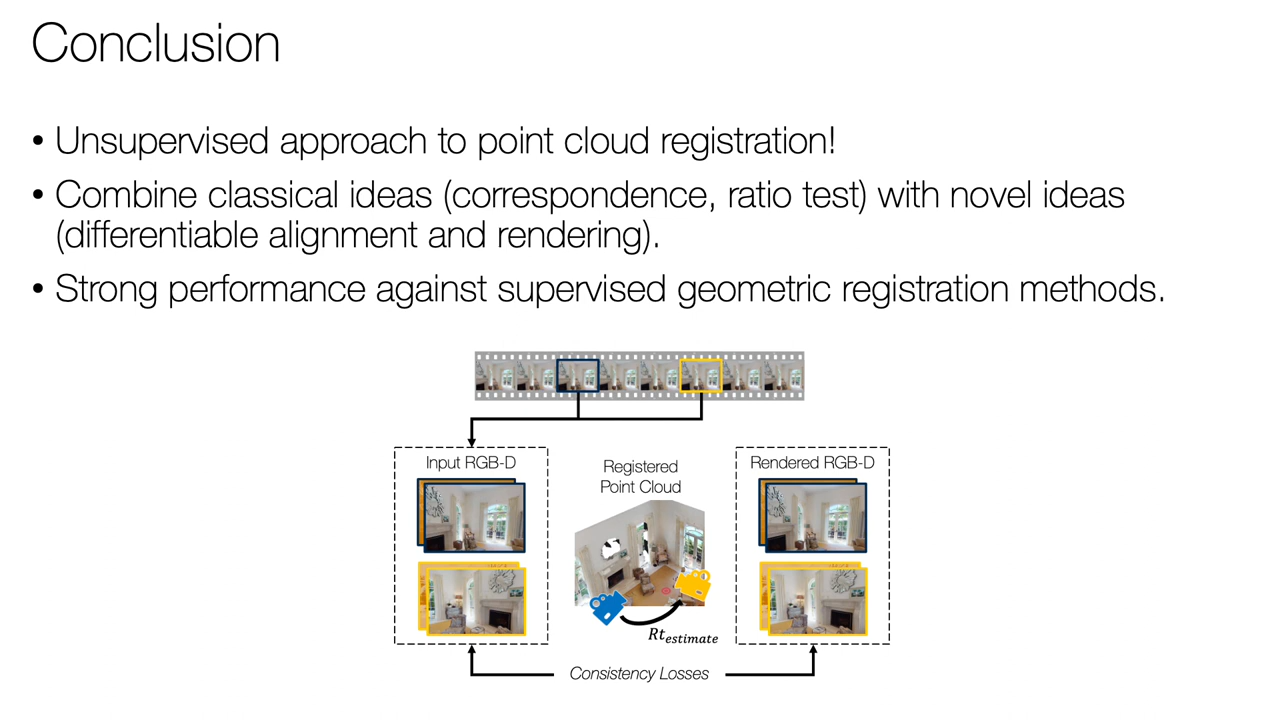 Conclusion
• Unsupervised approach to point cloud registration!
• Combine classical ideas (correspondence, ratio test) with novel ideas
(differentiable alignment and rendering).
• Strong performance against supervised geometric registration methods.
Input RGB-D
Registered
Point Cloud
Rendered RGB-D
Rt_estimate
Consistency Losses